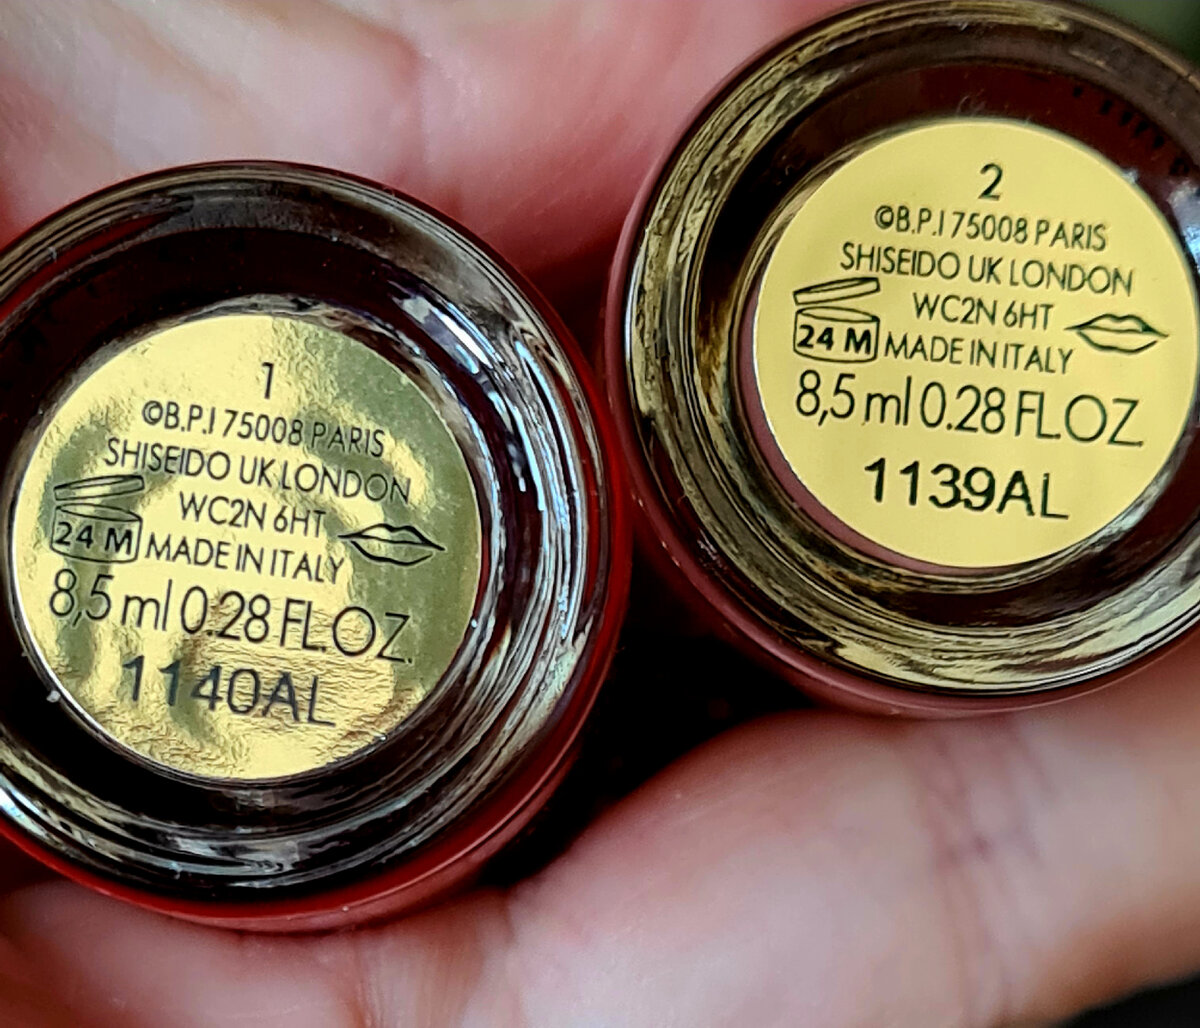 1
©B.P.I 75008 PARIS
SHISEIDO UK LONDON
WC2N 6HT
24 M MADE IN ITALY
8,5 ml 0.28 FL.OZ.
1140AL
2
©B.P.I 75008 PARIS
SHISEIDO UK LONDON
WC2N 6HT
24 M MADE IN ITALY
8,5 ml 0.28 FL.OZ.
1139AL